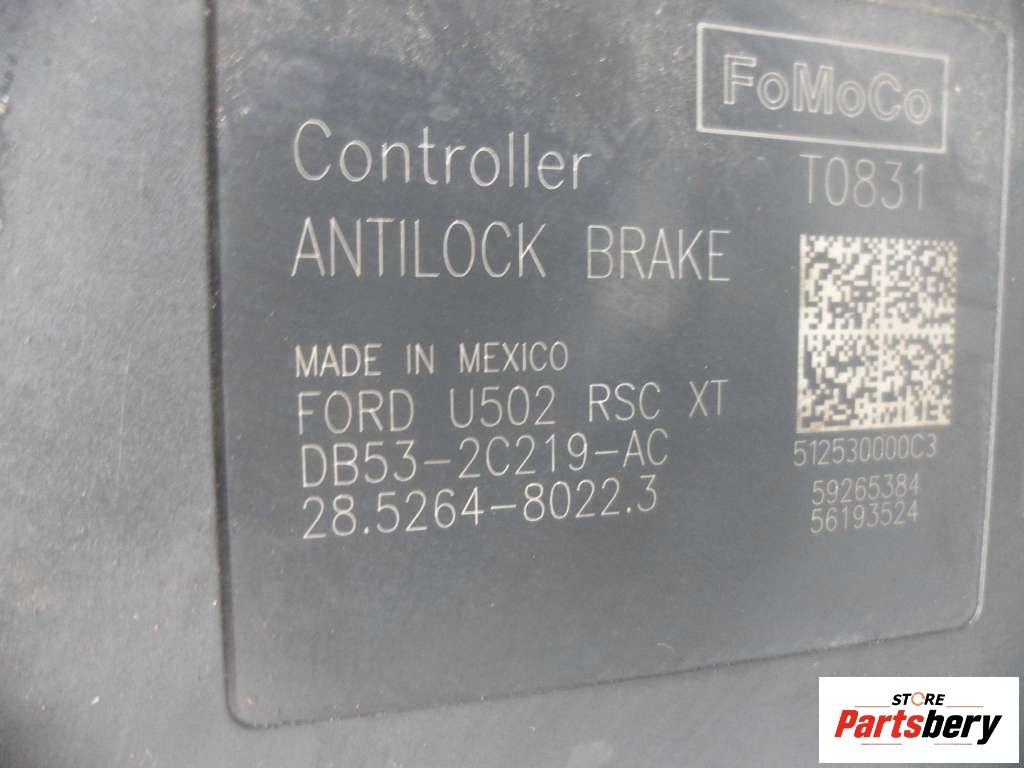 FoMoCo
Controller
T0831
ANTILOCK BRAKE
MADE IN MEXICO
FORD U502 RSC XT
DB53-2C219-AC
28.5264-8022.3
512530000C3
59265384
56193524
STORE
Partsbery